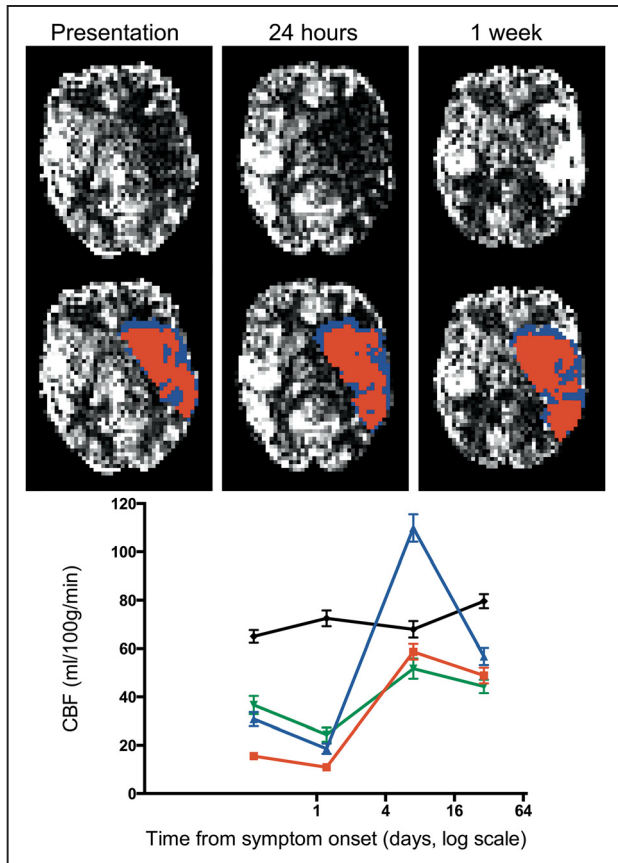 Presentation 24 hours 1 week
120
100
80
60
40
20
0
CBF (ml/100g/min)
1 4 16 64
Time from symptom onset (days, log scale)